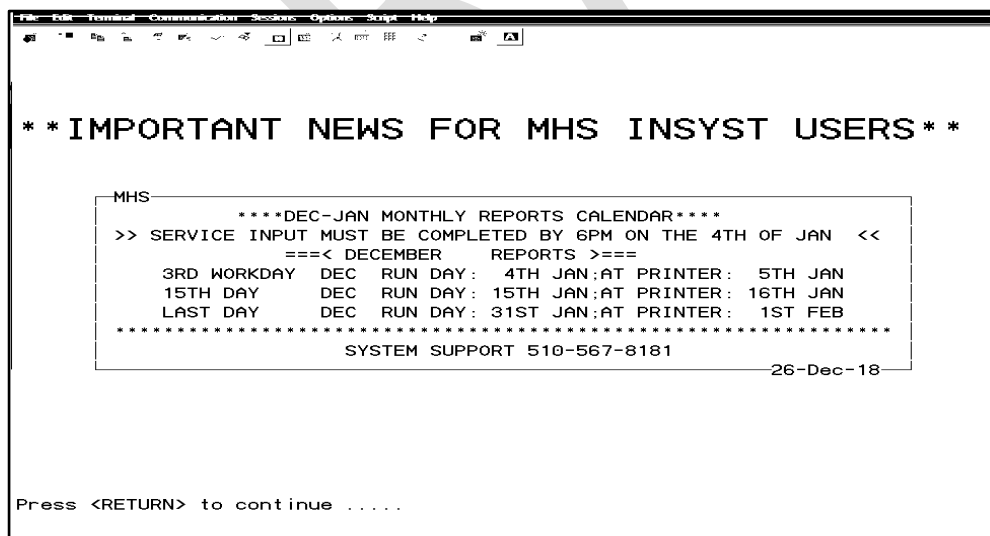 File Edit Terminal Communication Sessions Options Script Help
**IMPORTANT NEWS FOR MHS INSYST USERS**
MHS
****DEC-JAN MONTHLY REPORTS CALENDAR****
>> SERVICE INPUT MUST BE COMPLETED BY 6PM ON THE 4TH OF JAN <<
===< DECEMBER REPORTS >===
3RD WORKDAY DEC RUN DAY: 4TH JAN;AT PRINTER: 5TH JAN
15TH DAY DEC RUN DAY: 15TH JAN;AT PRINTER: 16TH JAN
LAST DAY DEC RUN DAY: 31ST JAN;AT PRINTER: 1ST FEB
****************************************************************
SYSTEM SUPPORT 510-567-8181
26-Dec-18
Press <RETURN> to continue .....